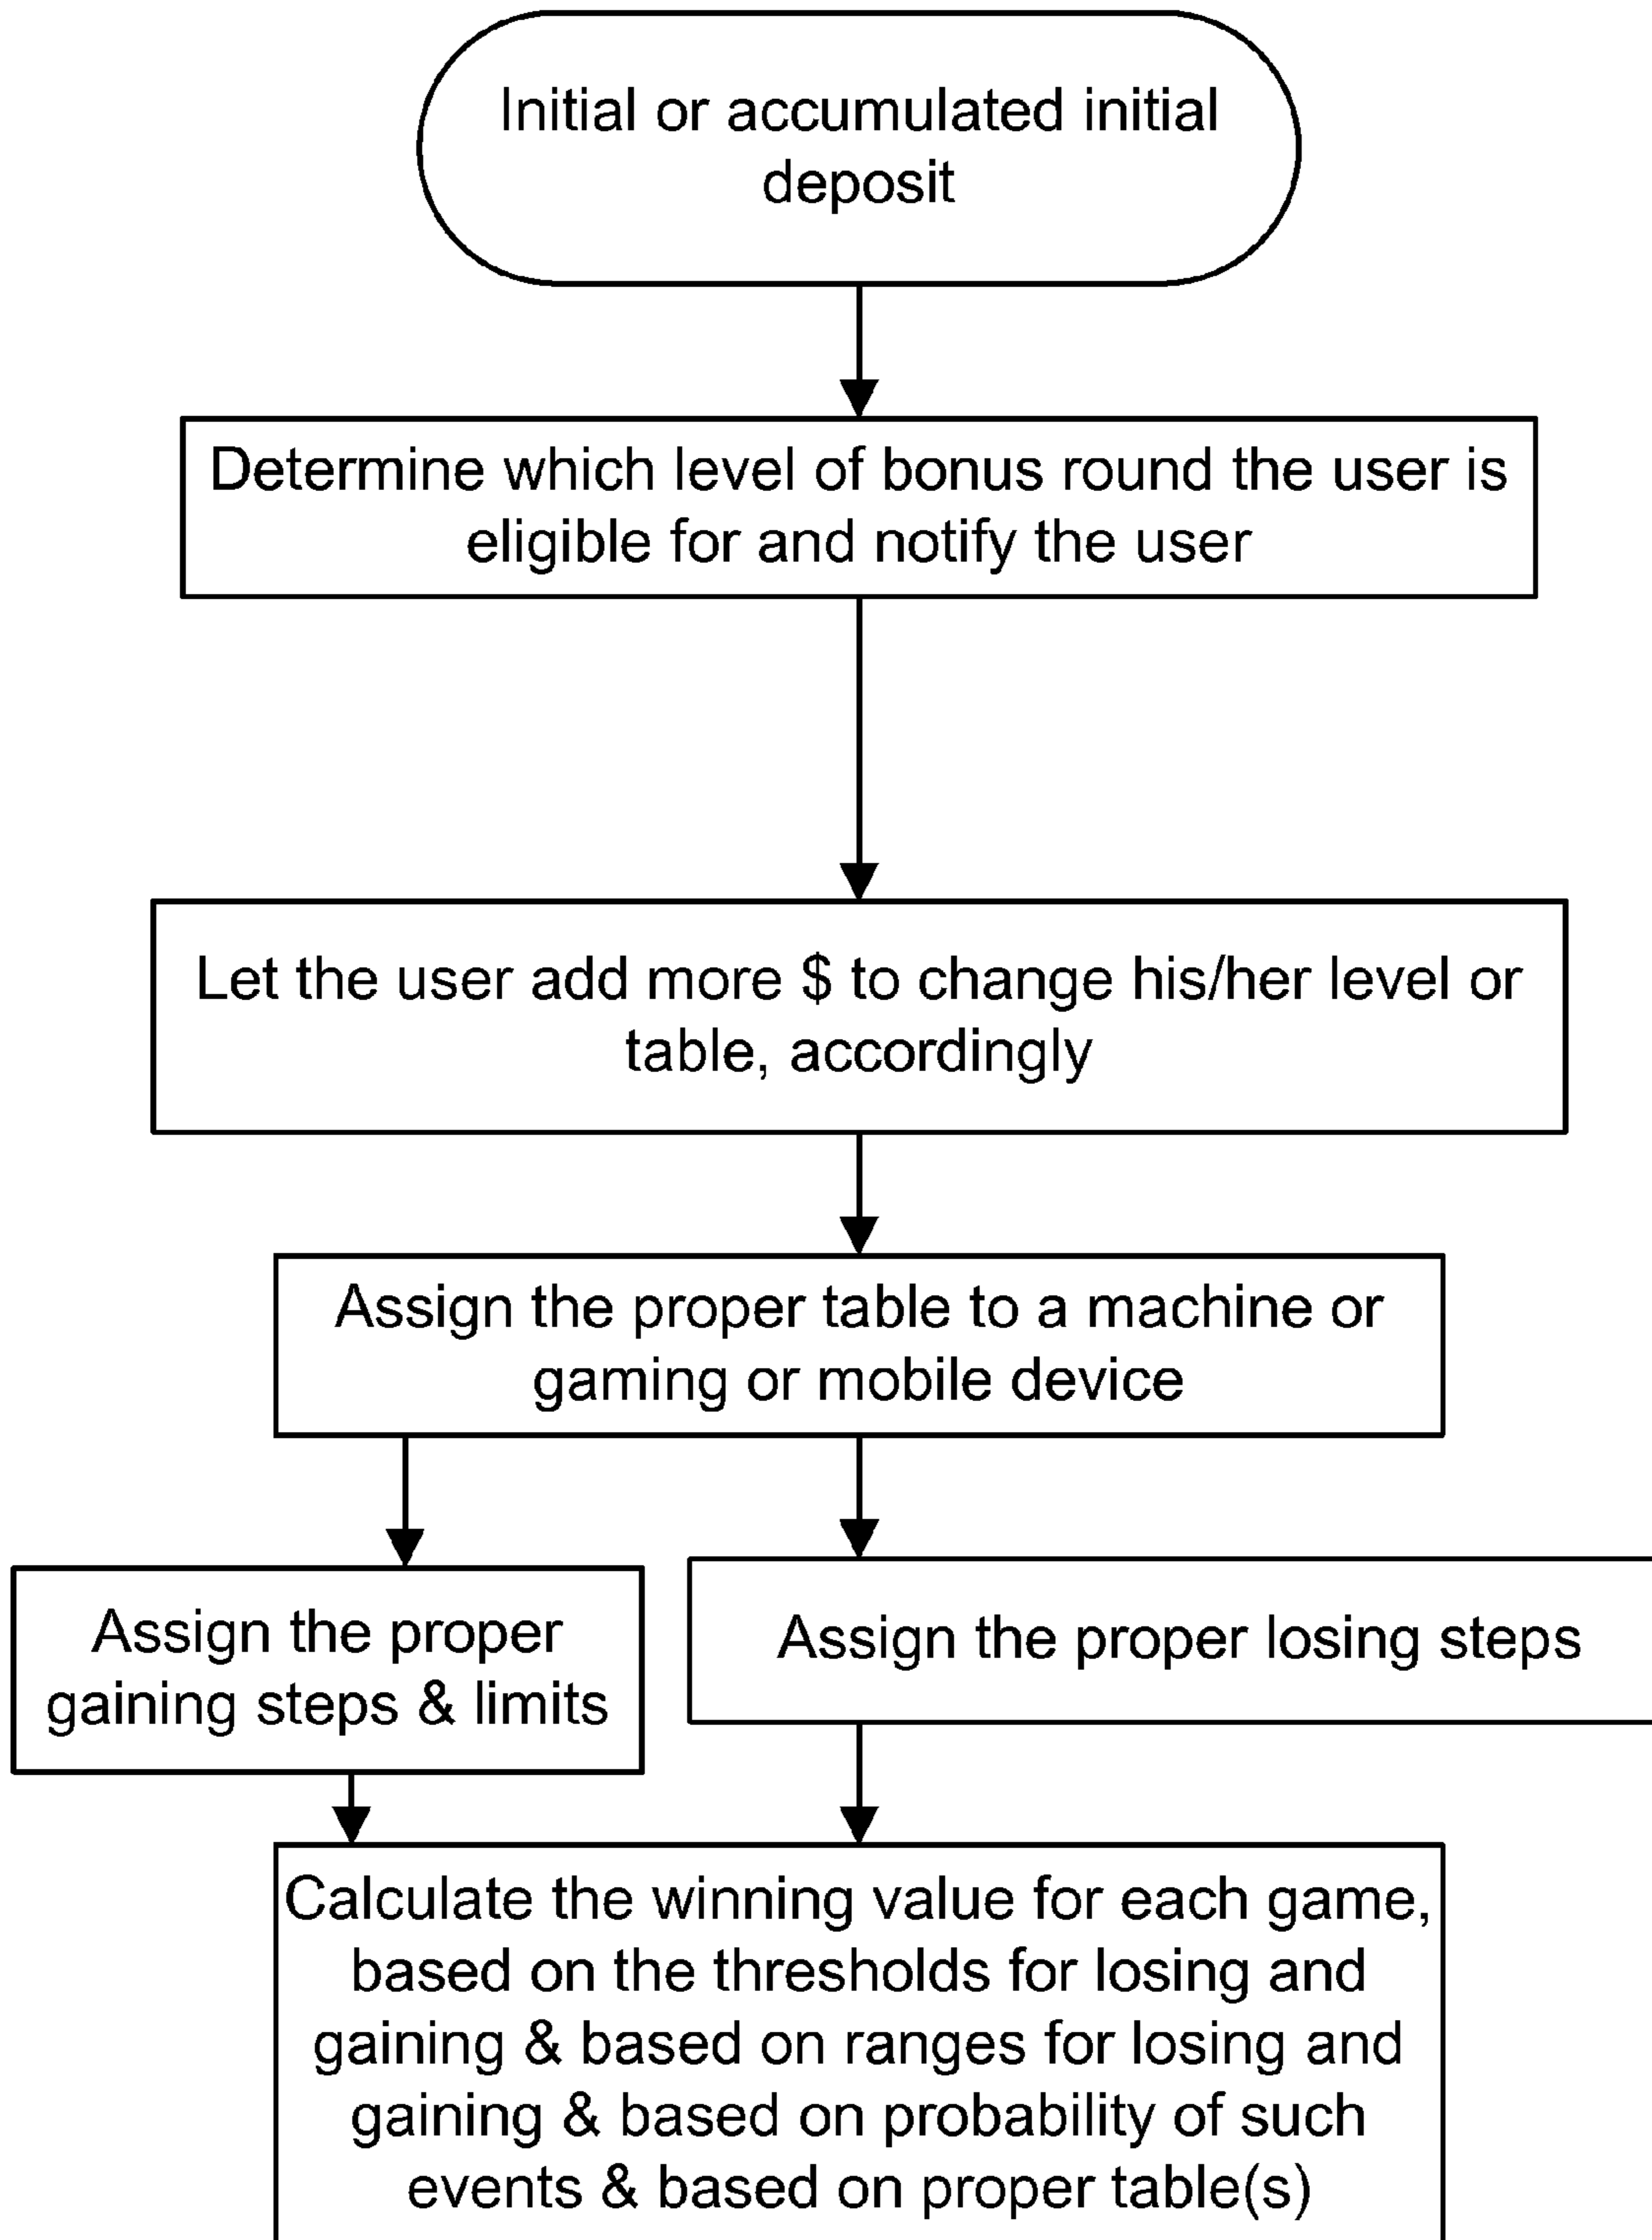 Initial or accumulated initial
deposit
Determine which level of bonus round the user is
eligible for and notify the user
Let the user add more $ to change his/her level or
table, accordingly
Assign the proper table to a machine or
gaming or mobile device
Assign the proper
gaining steps & limits
Assign the proper losing steps
Calculate the winning value for each game,
based on the thresholds for losing and
gaining & based on ranges for losing and
gaining & based on probability of such
events & based on proper table(s)